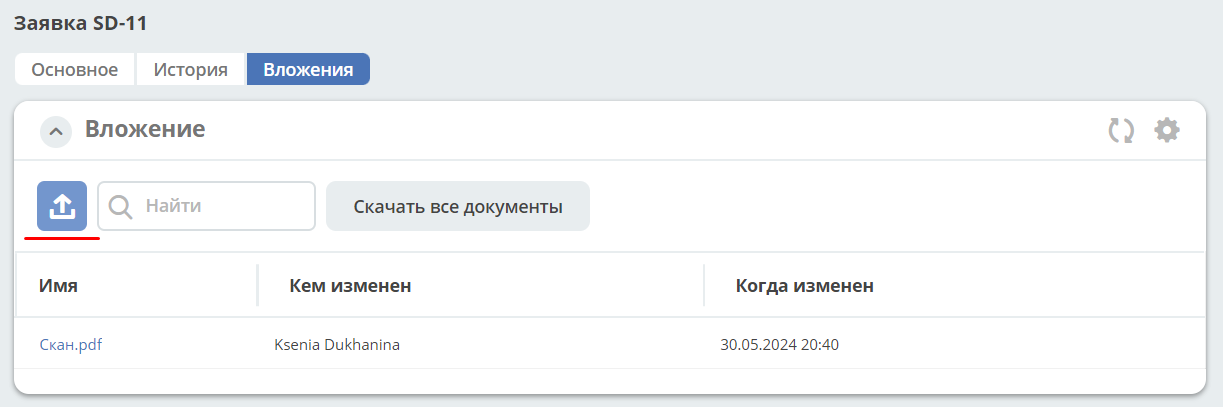 Заявка SD-11
Основное История Вложения
Вложение
Найти Скачать все документы
Имя Кем изменен Когда изменен
Скан.pdf Ksenia Dukhanina 30.05.2024 20:40